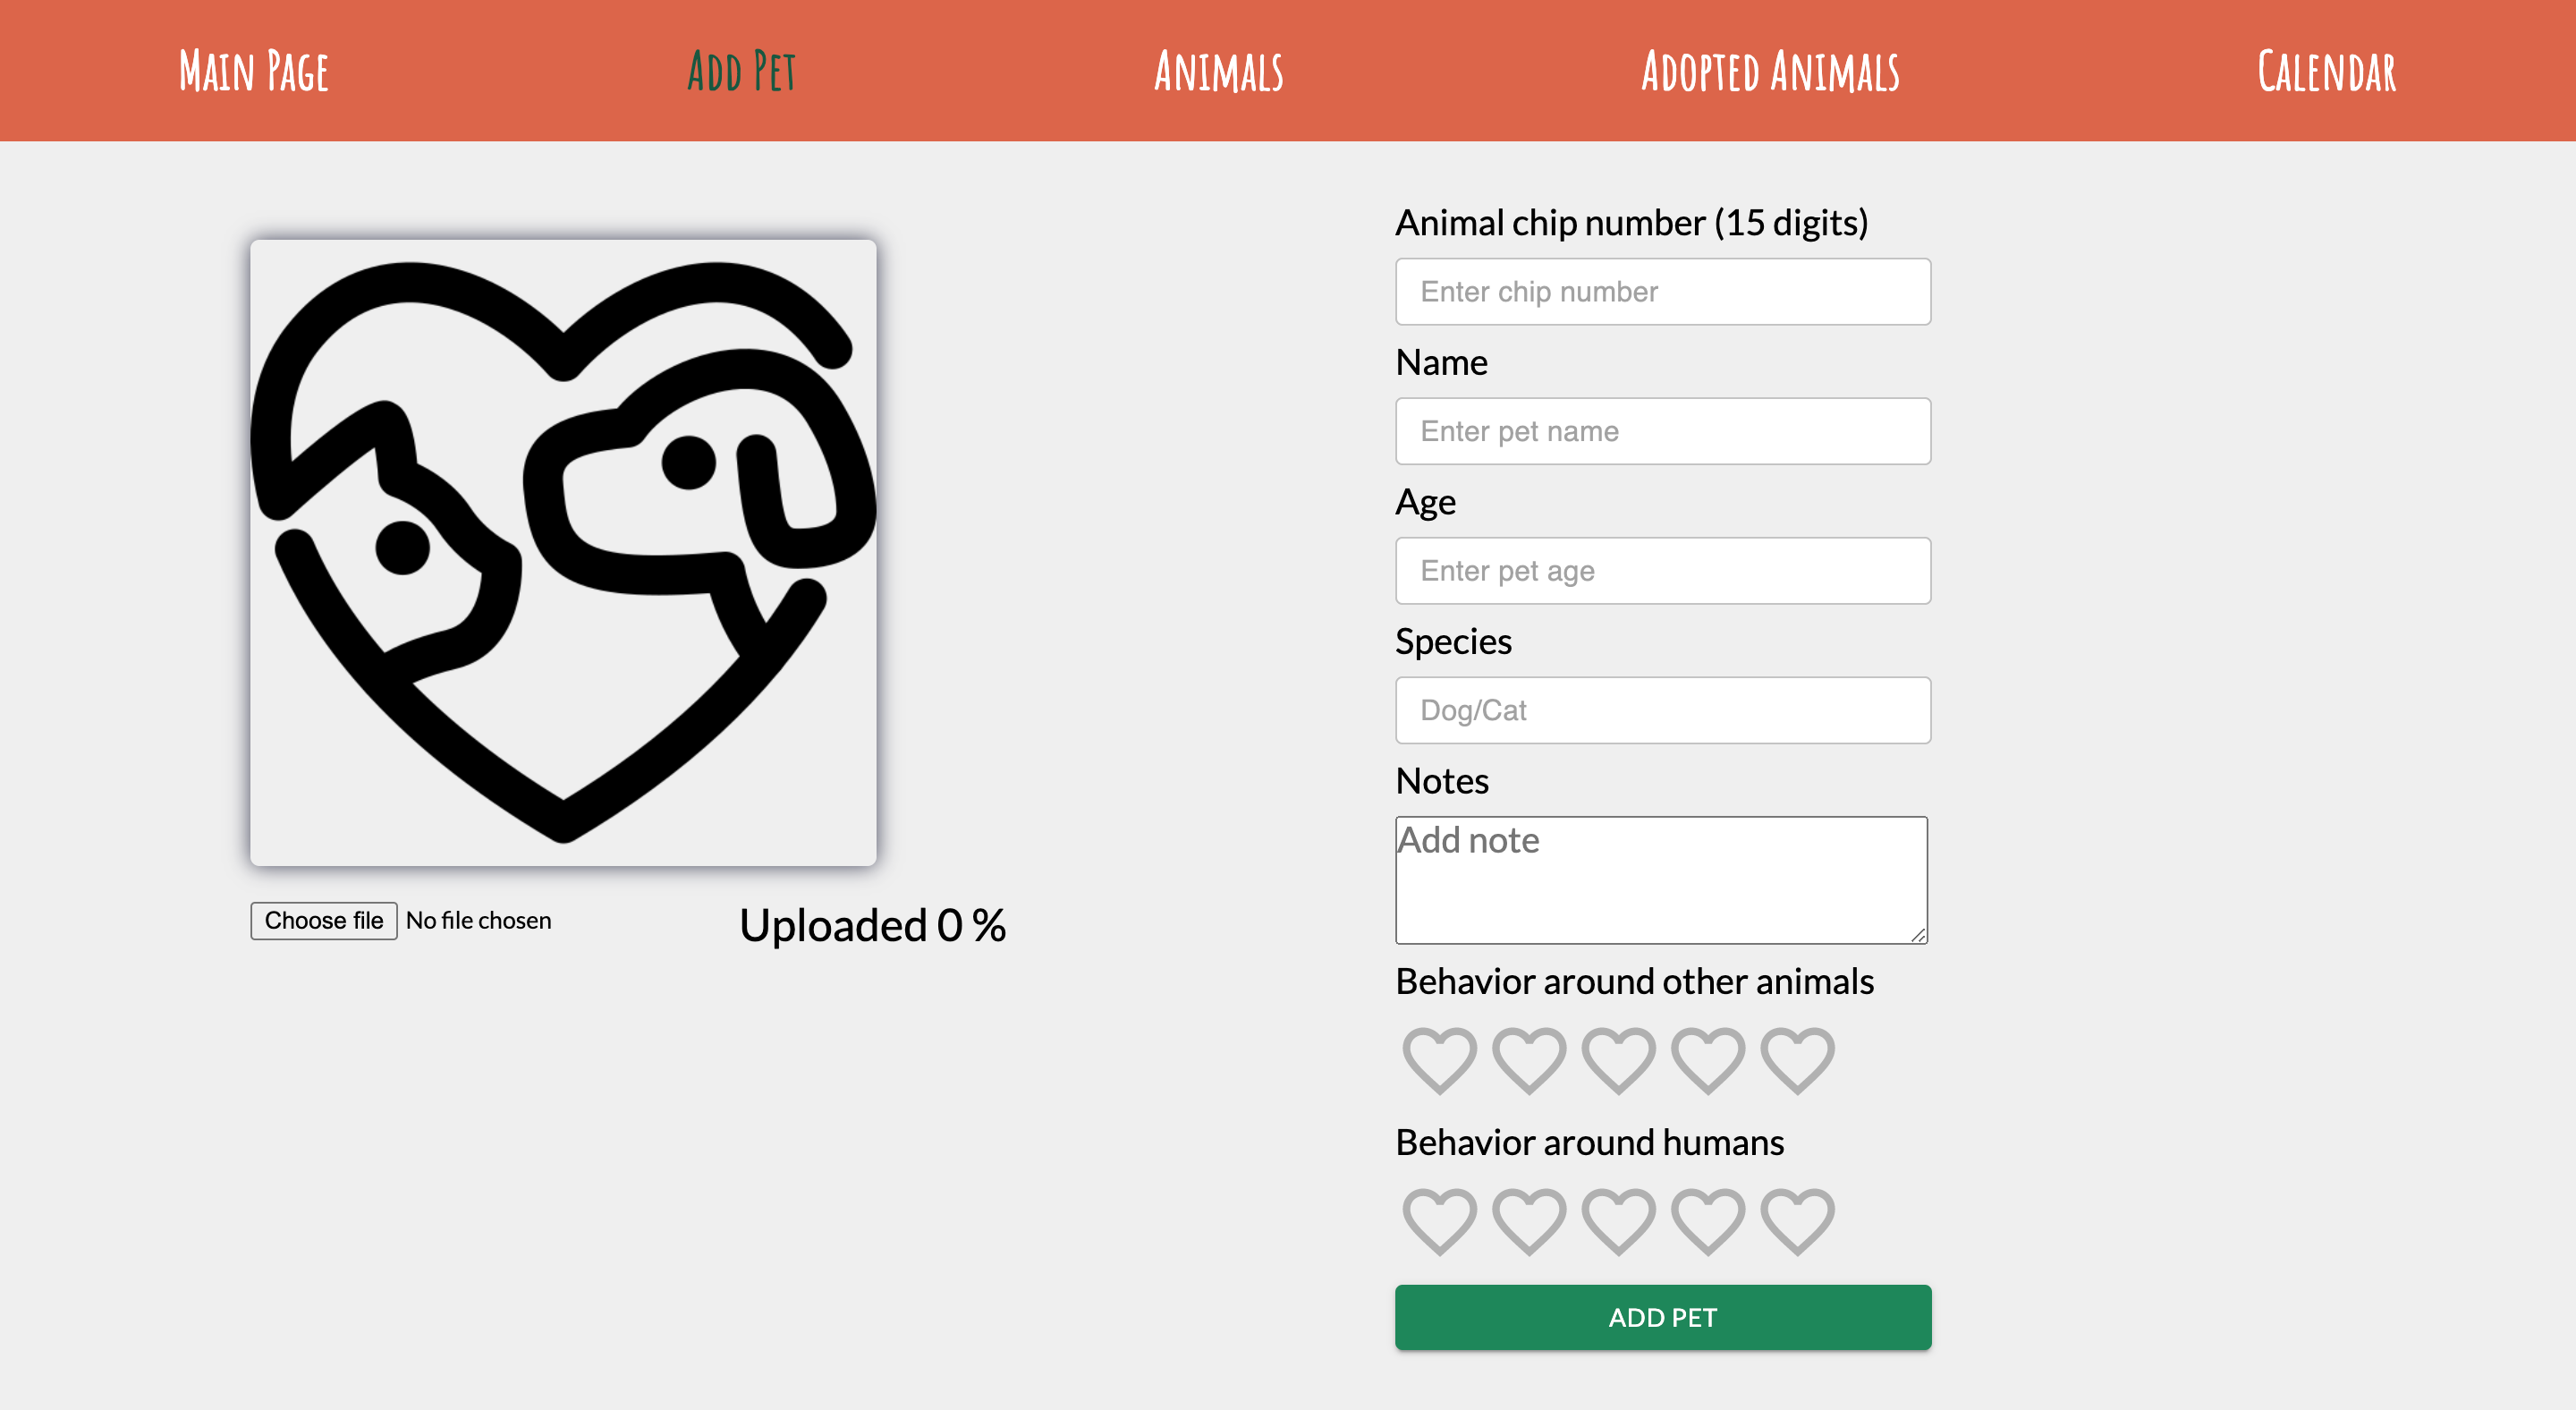 Main Page
Add Pet
Animals
Adopted Animals
Calendar
Choose file No file chosen
Uploaded 0 %
Animal chip number (15 digits)
Enter chip number
Name
Enter pet name
Age
Enter pet age
Species
Dog/Cat
Notes
Add note
Behavior around other animals
Behavior around humans
ADD PET